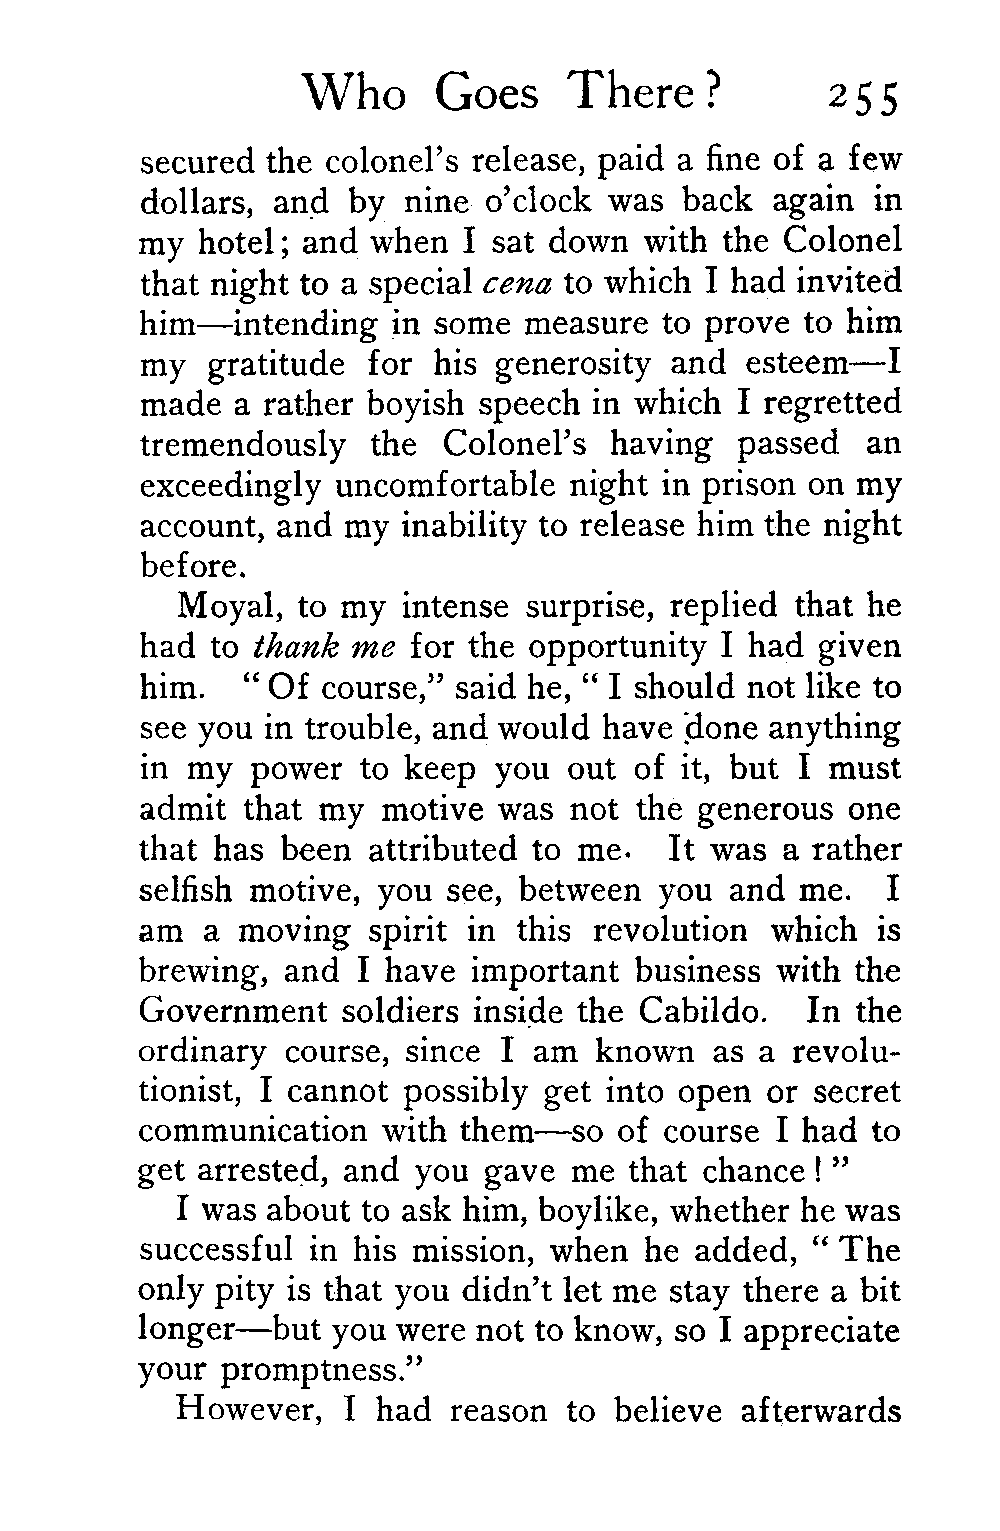 Who Goes There? 255
secured the colonel's release, paid a fine of a few
dollars, and by nine o'clock was back again in
my hotel; and when I sat down with the Colonel
that night to a special cena to which I had invited
him—intending in some measure to prove to him
my gratitude for his generosity and esteem—I
made a rather boyish speech in which I regretted
tremendously the Colonel's having passed an
exceedingly uncomfortable night in prison on my
account, and my inability to release him the night
before.
Moyal, to my intense surprise, replied that he
had to thank me for the opportunity I had given
him. "Of course," said he, "I should not like to
see you in trouble, and would have done anything
in my power to keep you out of it, but I must
admit that my motive was not the generous one
that has been attributed to me. It was a rather
selfish motive, you see, between you and me. I
am a moving spirit in this revolution which is
brewing, and I have important business with the
Government soldiers inside the Cabildo. In the
ordinary course, since I am known as a revolu-
tionist, I cannot possibly get into open or secret
communication with them—so of course I had to
get arrested, and you gave me that chance!"
I was about to ask him, boylike, whether he was
successful in his mission, when he added, "The
only pity is that you didn't let me stay there a bit
longer—but you were not to know, so I appreciate
your promptness."
However, I had reason to believe afterwards